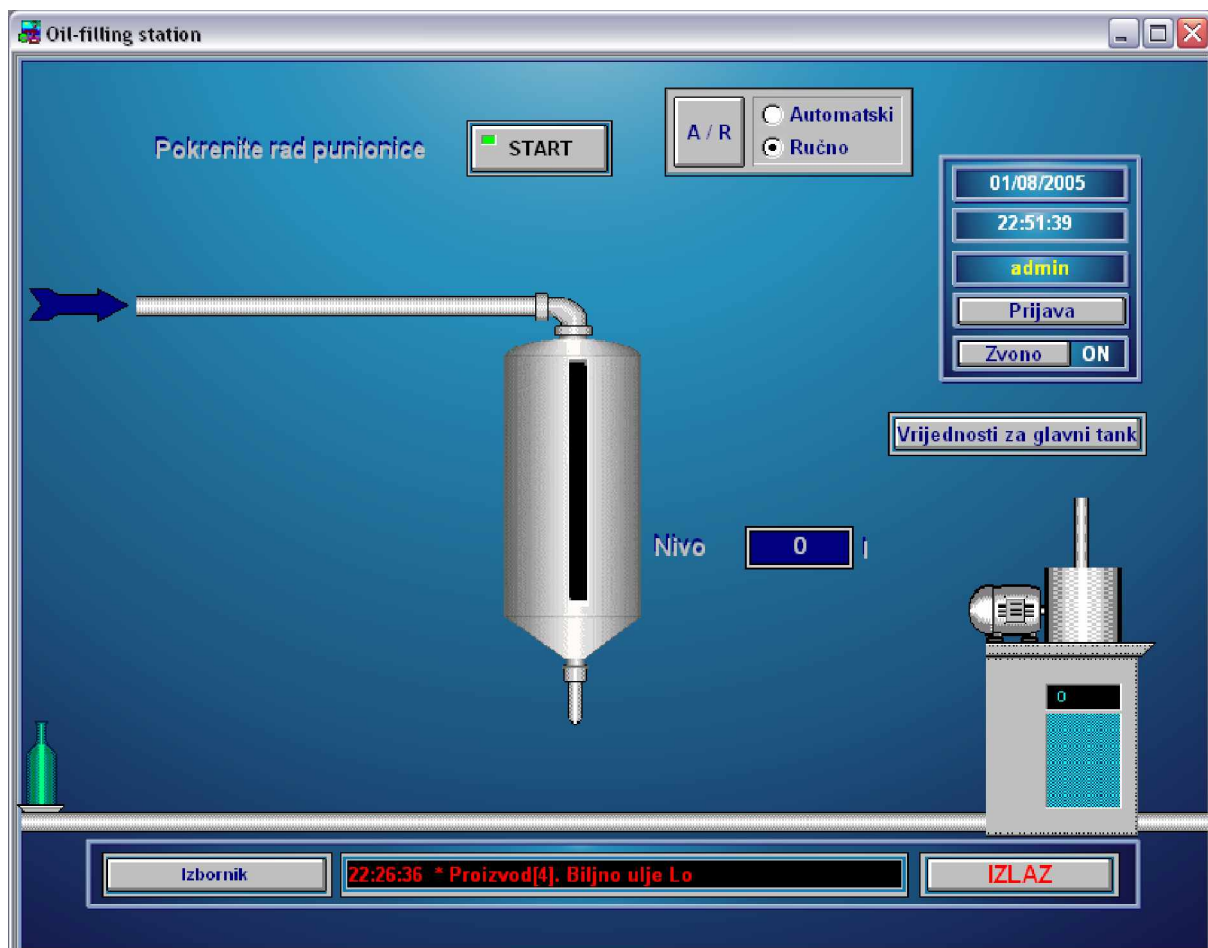 Oil-filling station
Pokrenite rad punionice
START
A / R
Automatski
Ručno
01/08/2005
22:51:39
admin
Prijava
Zvono ON
Vrijednosti za glavni tank
Nivo 0 l
0
Izbornik
22:26:36 * Proizvod[4]. Biljno ulje Lo
IZLAZ